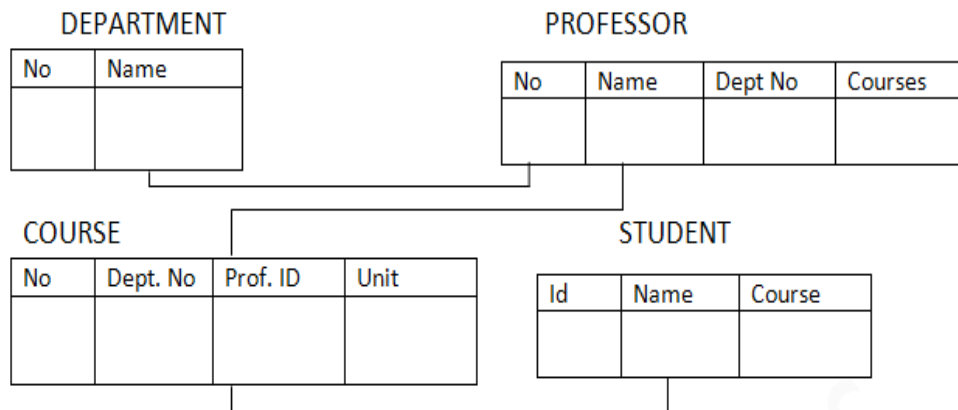 DEPARTMENT
No Name
PROFESSOR
No Name Dept No Courses
COURSE
No Dept. No Prof. ID Unit
STUDENT
Id Name Course